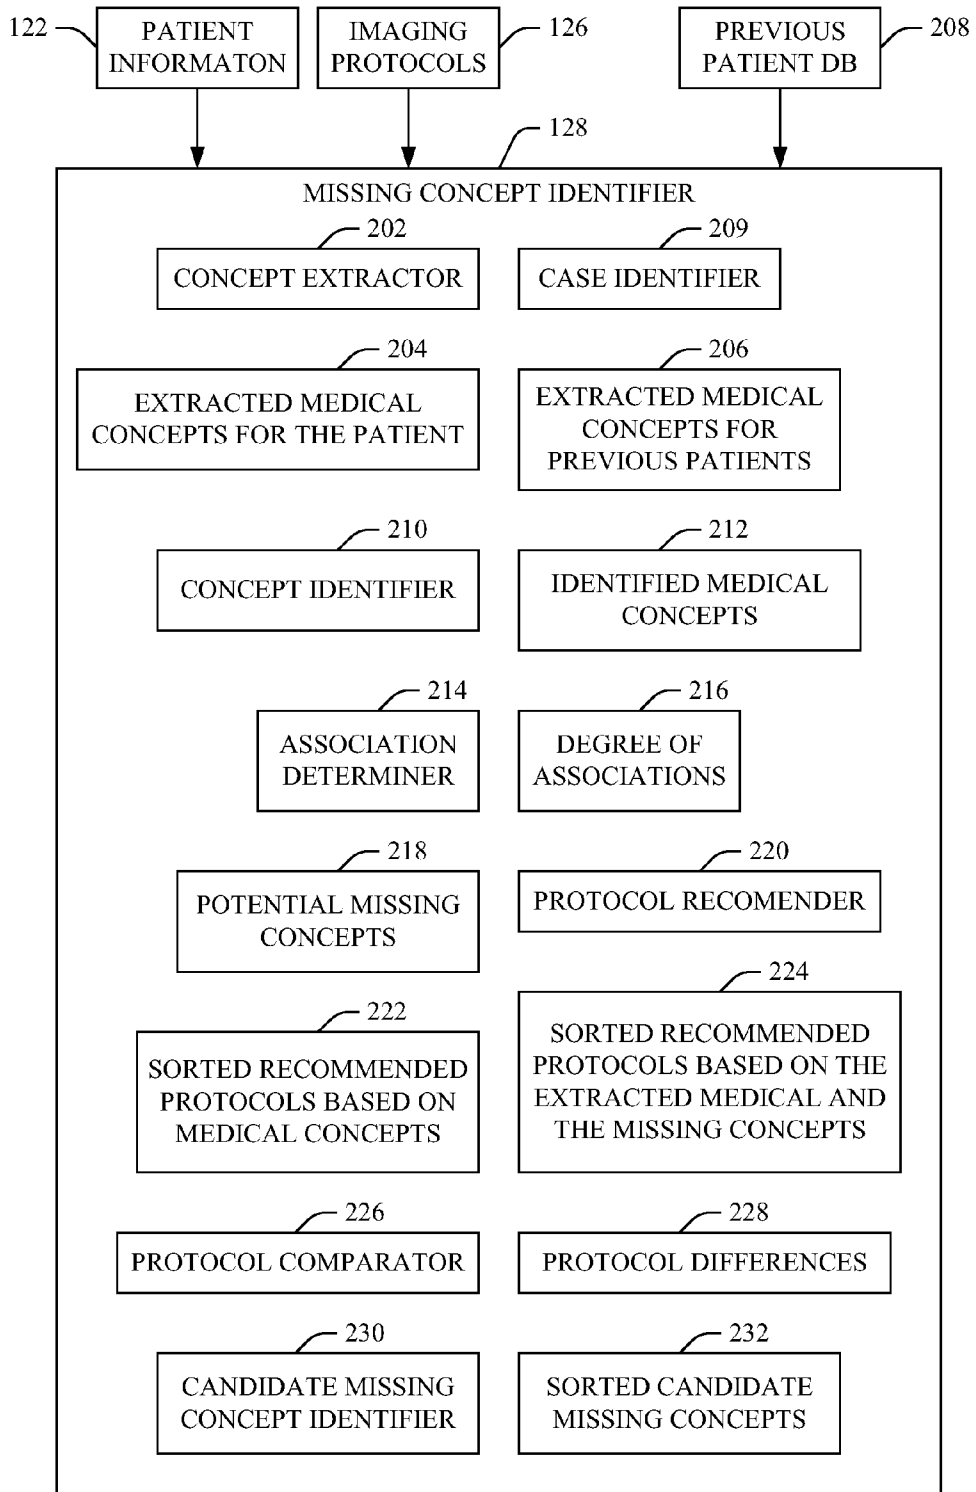 122
PATIENT
INFORMATON
IMAGING
PROTOCOLS
126
PREVIOUS
PATIENT DB
208
128
MISSING CONCEPT IDENTIFIER
202
CONCEPT EXTRACTOR
209
CASE IDENTIFIER
204
EXTRACTED MEDICAL
CONCEPTS FOR THE PATIENT
206
EXTRACTED MEDICAL
CONCEPTS FOR
PREVIOUS PATIENTS
210
CONCEPT IDENTIFIER
212
IDENTIFIED MEDICAL
CONCEPTS
214
ASSOCIATION
DETERMINER
216
DEGREE OF
ASSOCIATIONS
218
POTENTIAL MISSING
CONCEPTS
220
PROTOCOL RECOMENDER
222
SORTED RECOMMENDED
PROTOCOLS BASED ON
MEDICAL CONCEPTS
224
SORTED RECOMMENDED
PROTOCOLS BASED ON THE
EXTRACTED MEDICAL AND
THE MISSING CONCEPTS
226
PROTOCOL COMPARATOR
228
PROTOCOL DIFFERENCES
230
CANDIDATE MISSING
CONCEPT IDENTIFIER
232
SORTED CANDIDATE
MISSING CONCEPTS